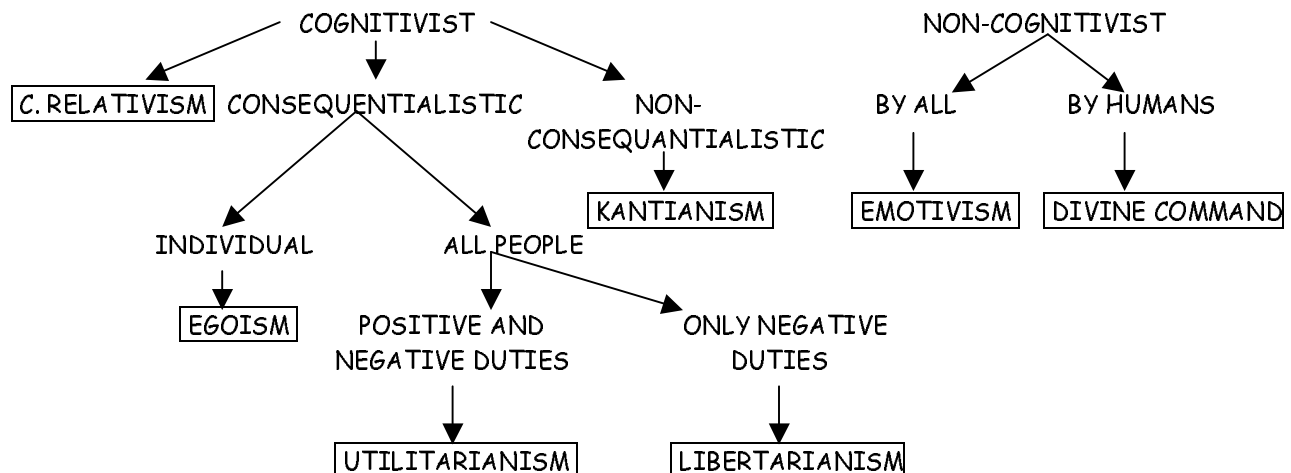 COGNITIVIST
NON-COGNITIVIST
C. RELATIVISM
CONSEQUENTIALISTIC
NON-
CONSEQUANTIALISTIC
BY ALL
BY HUMANS
KANTIANISM
EMOTIVISM
DIVINE COMMAND
INDIVIDUAL
ALL PEOPLE
EGOISM
POSITIVE AND
NEGATIVE DUTIES
ONLY NEGATIVE
DUTIES
UTILITARIANISM
LIBERTARIANISM